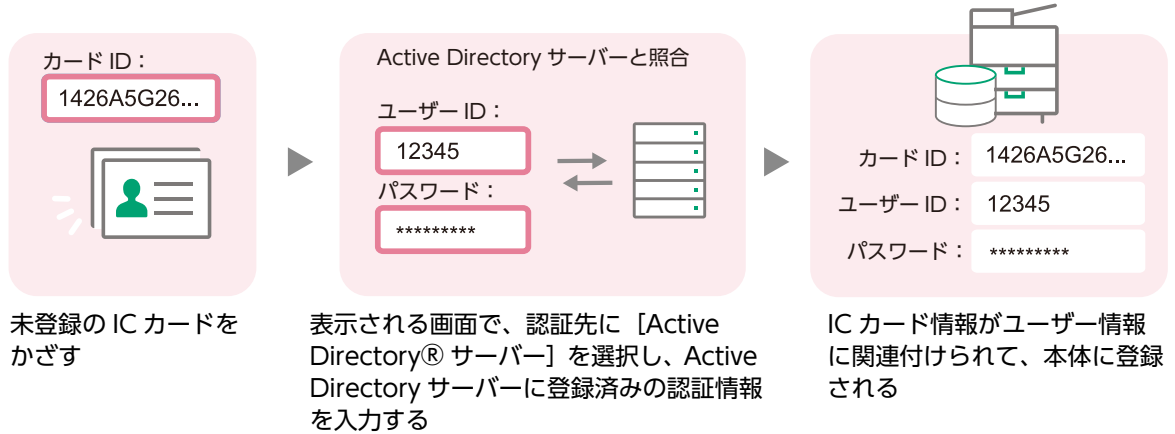 カード ID：
1426A5G26...
未登録の IC カードを
かざす
Active Directory サーバーと照合
ユーザー ID：
12345
パスワード：
*********
表示される画面で、認証先に［Active
Directory® サーバー］を選択し、Active
Directory サーバーに登録済みの認証情報
を入力する
カード ID： 1426A5G26...
ユーザー ID： 12345
パスワード： *********
IC カード情報がユーザー情報
に関連付けられて、本体に登録
される